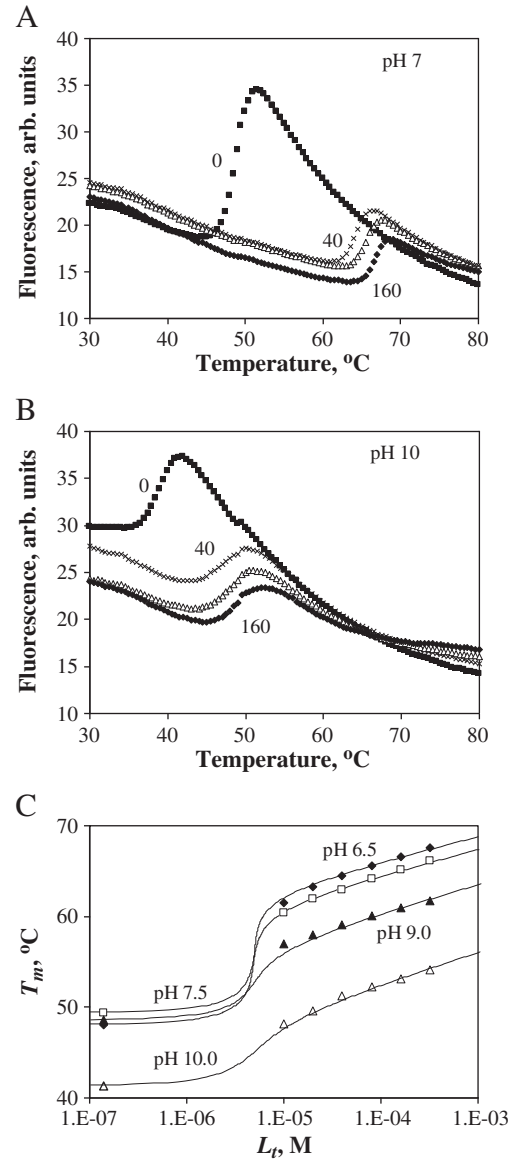 A
40
35
30
25
20
15
10
Fluorescence, arb. units
pH 7
0
40
160
30 40 50 60 70 80
Temperature, °C
B
40
35
30
25
20
15
10
Fluorescence, arb. units
pH 10
0
40
160
30 40 50 60 70 80
Temperature, °C
C
70
60
50
40
Tm, °C
pH 6.5
pH 9.0
pH 7.5
pH 10.0
1.E-07 1.E-06 1.E-05 1.E-04 1.E-03
Lt, M